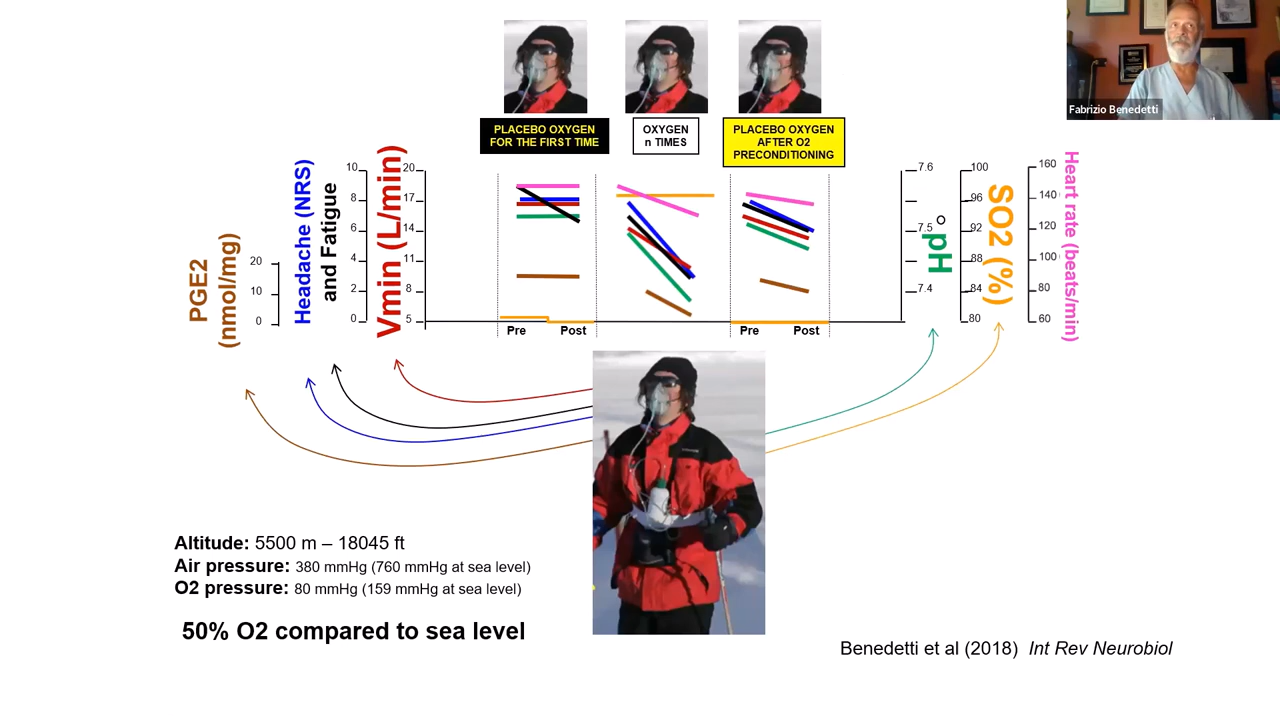 Fabrizio Benedetti
PLACEBO OXYGEN
FOR THE FIRST TIME
OXYGEN
n TIMES
PLACEBO OXYGEN
AFTER O2
PRECONDITIONING
PGE2
(nmol/mg)
20
10
0
Headache (NRS)
and Fatigue
10
8
6
4
2
0
Vmin (L/min)
20
17
14
11
8
5
Pre
Post
Pre
Post
7.6
7.5
7.4
pH
100
96
92
88
84
80
SO2 (%)
160
140
120
100
80
60
Heart rate (beats/min)
Altitude: 5500 m – 18045 ft
Air pressure: 380 mmHg (760 mmHg at sea level)
O2 pressure: 80 mmHg (159 mmHg at sea level)
50% O2 compared to sea level
Benedetti et al (2018) Int Rev Neurobiol